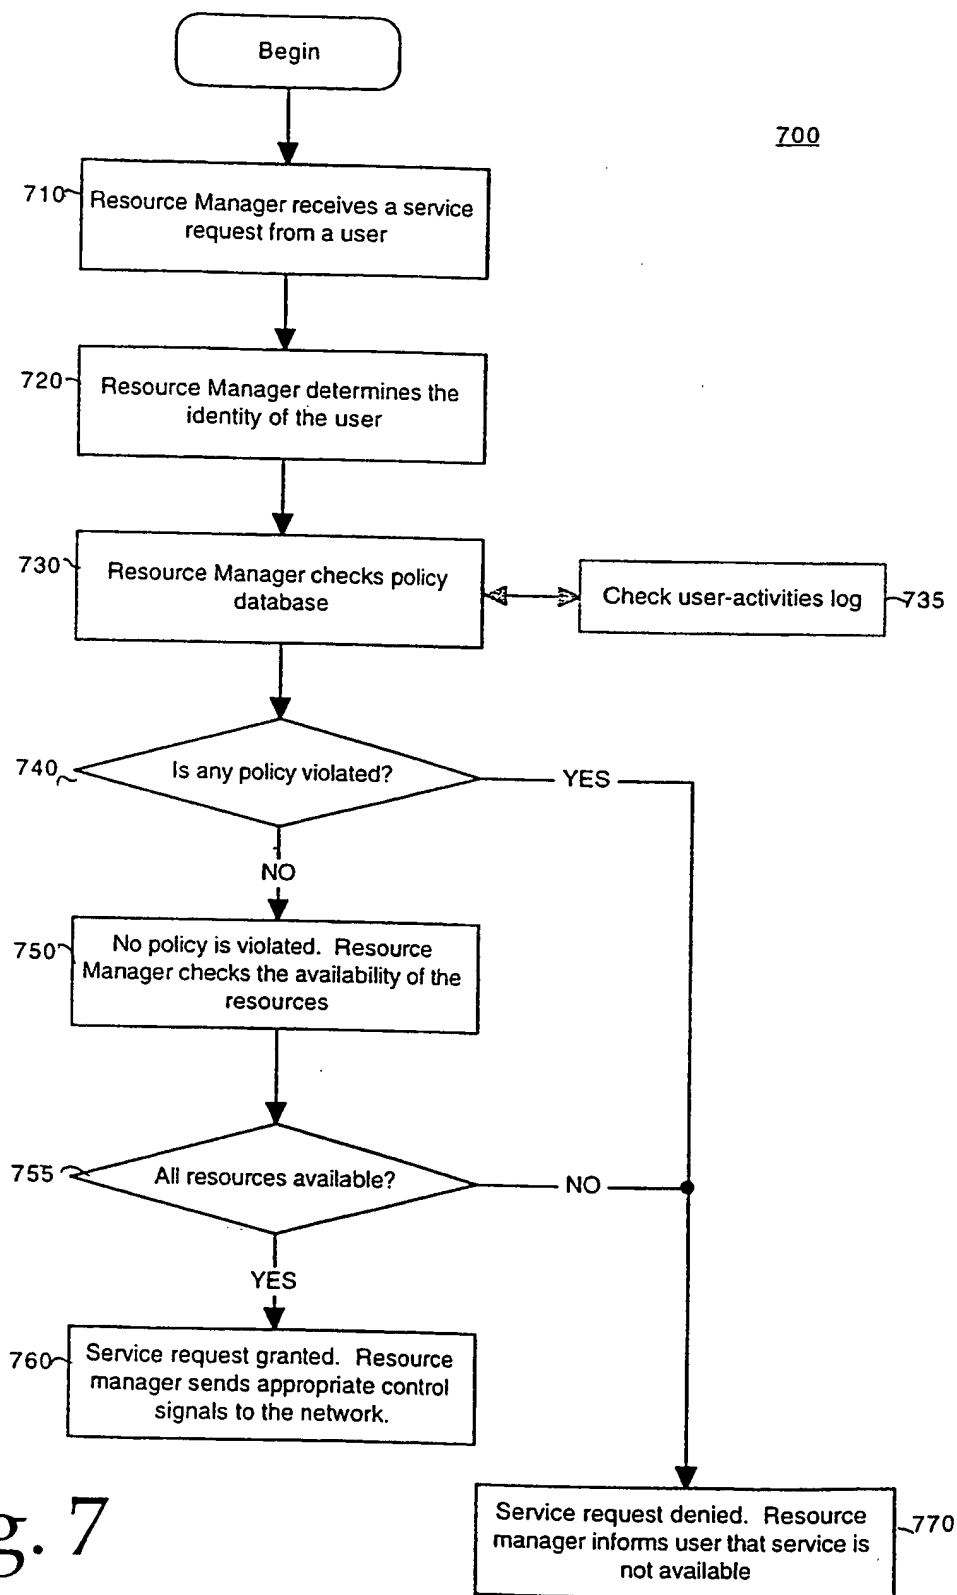 Begin
700
710
Resource Manager receives a service
request from a user
720
Resource Manager determines the
identity of the user
730
Resource Manager checks policy
database
Check user-activities log
735
740
Is any policy violated?
YES
NO
750
No policy is violated. Resource
Manager checks the availability of the
resources
755
All resources available?
NO
YES
760
Service request granted. Resource
manager sends appropriate control
signals to the network.
Service request denied. Resource
manager informs user that service is
not available
770
g. 7